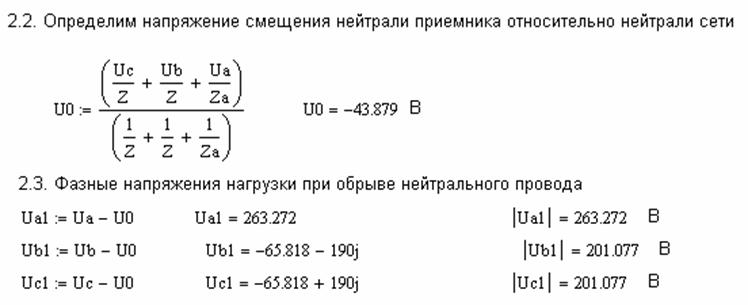 2.2. Определим напряжение смещения нейтрали приемника относительно нейтрали сети
U0 := (Uc/Z + Ub/Z + Ua/Za) / (1/Z + 1/Z + 1/Za) U0 = −43.879 В
2.3. Фазные напряжения нагрузки при обрыве нейтрального провода
Ua1 := Ua − U0 Ua1 = 263.272 |Ua1| = 263.272 В
Ub1 := Ub − U0 Ub1 = −65.818 − 190j |Ub1| = 201.077 В
Uc1 := Uc − U0 Uc1 = −65.818 + 190j |Uc1| = 201.077 В